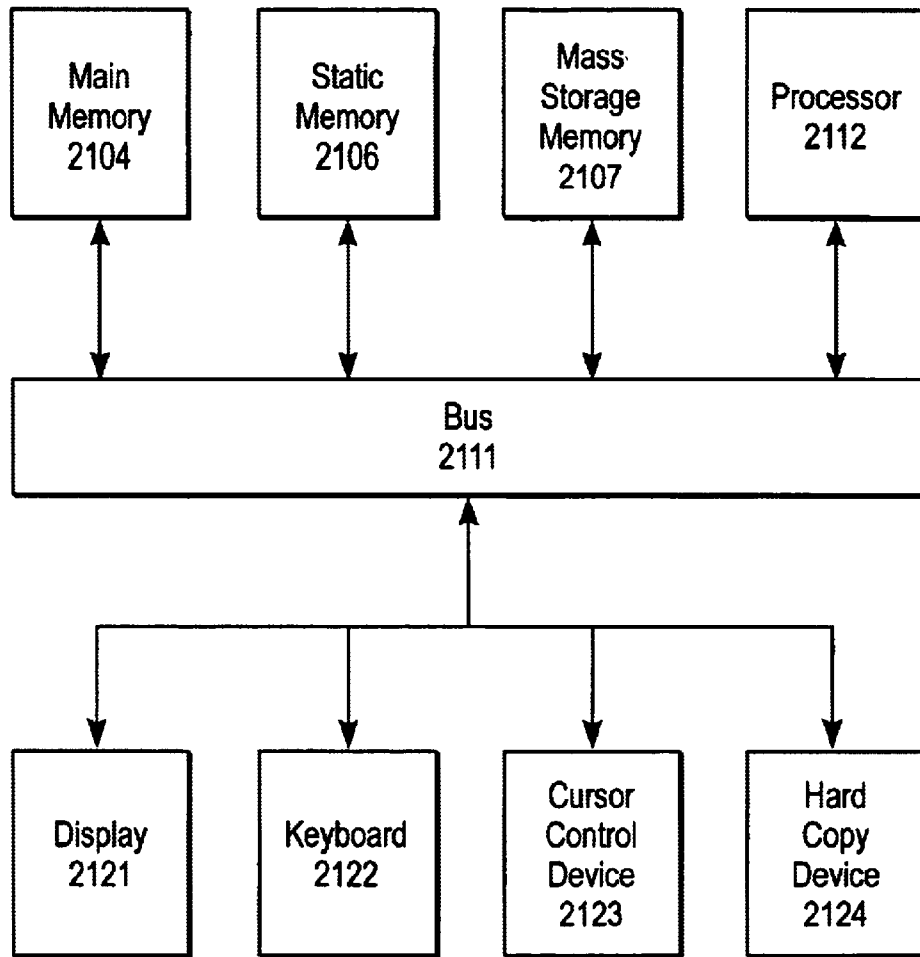 Main
Memory
2104
Static
Memory
2106
Mass
Storage
Memory
2107
Processor
2112
Bus
2111
Display
2121
Keyboard
2122
Cursor
Control
Device
2123
Hard
Copy
Device
2124